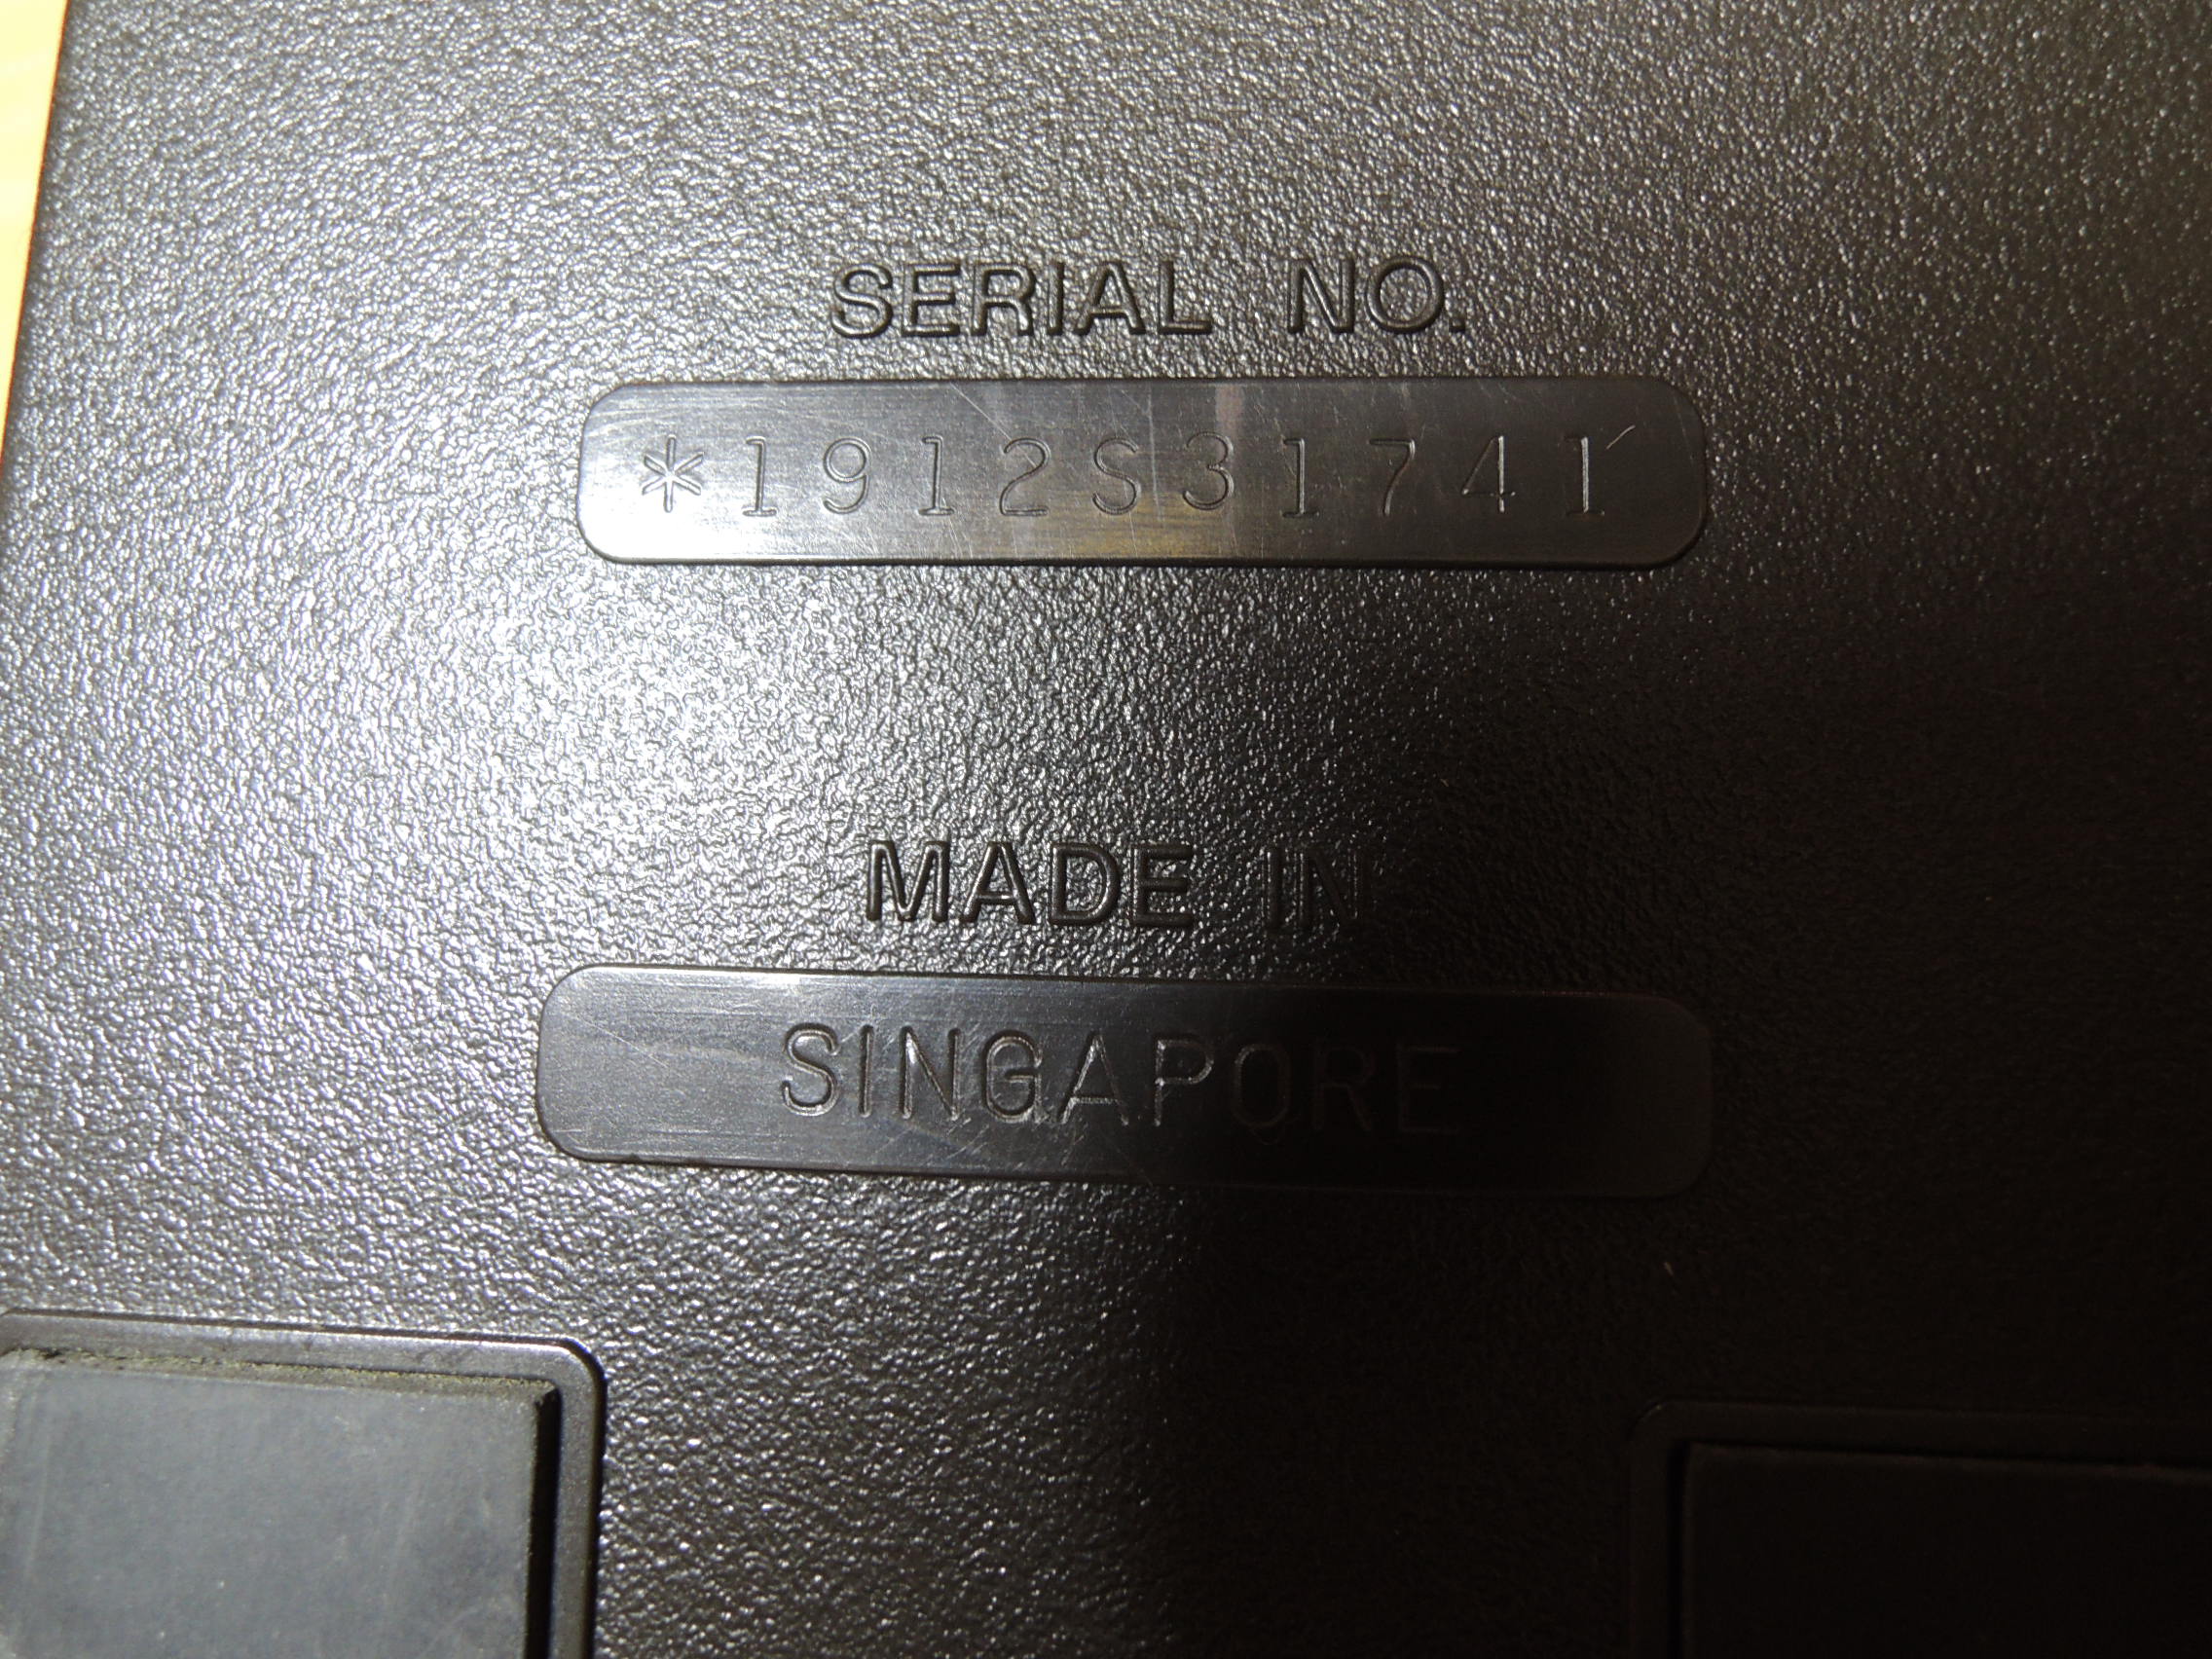 SERIAL NO.
*1912S31741
MADE IN
SINGAPORE